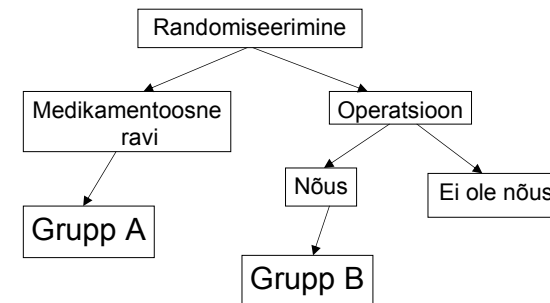 Randomiseerimine
Medikamentoosne
ravi
Operatsioon
Nõus
Ei ole nõus
Grupp A
Grupp B